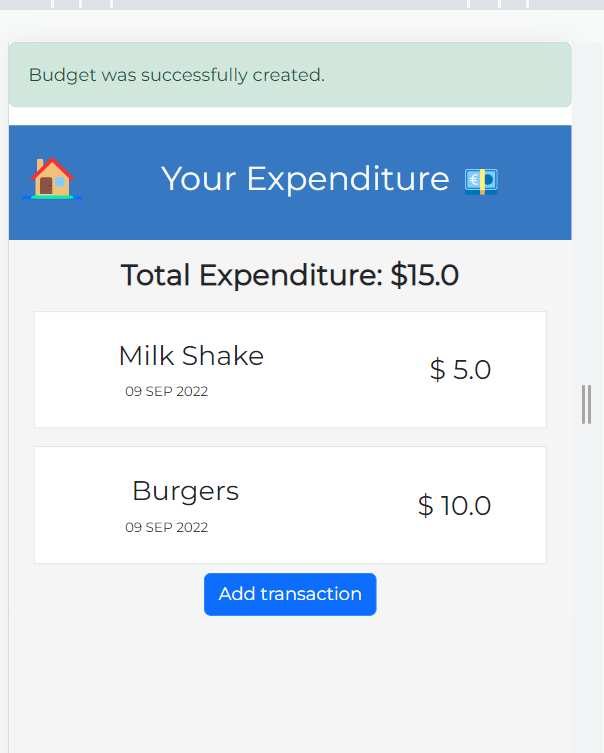 Budget was successfully created.
Your Expenditure 💶
Total Expenditure: $15.0
Milk Shake
$ 5.0
09 SEP 2022
Burgers
$ 10.0
09 SEP 2022
Add transaction